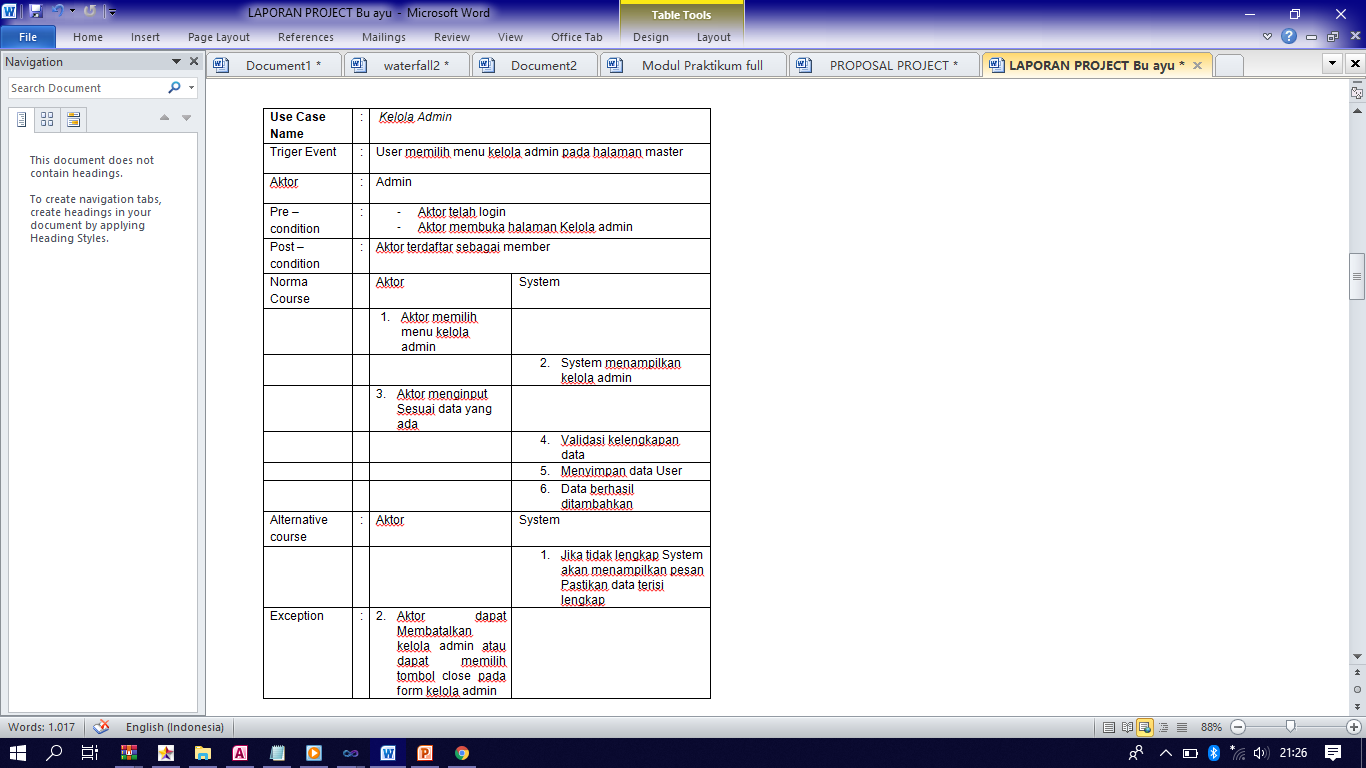 LAPORAN PROJECT Bu ayu - Microsoft Word
Table Tools
File Home Insert Page Layout References Mailings Review View Office Tab Design Layout
Navigation
Document1 * waterfall2 * Document2 Modul Praktikum full PROPOSAL PROJECT * LAPORAN PROJECT Bu ayu *
Search Document
This document does not
contain headings.
To create navigation tabs,
create headings in your
document by applying
Heading Styles.
Use Case : Kelola Admin
Name
Triger Event : User memilih menu kelola admin pada halaman master
Aktor : Admin
Pre – : - Aktor telah login
condition - Aktor membuka halaman Kelola admin
Post – : Aktor terdaftar sebagai member
condition
Norma Aktor System
Course
1. Aktor memilih
menu kelola
admin
2. System menampilkan
kelola admin
3. Aktor menginput
Sesuai data yang
ada
4. Validasi kelengkapan
data
5. Menyimpan data User
6. Data berhasil
ditambahkan
Alternative : Aktor System
course
1. Jika tidak lengkap System
akan menampilkan pesan
Pastikan data terisi
lengkap
Exception : 2. Aktor dapat
Membatalkan
kelola admin atau
dapat memilih
tombol close pada
form kelola admin
Words: 1.017 English (Indonesia) 88%
21:26